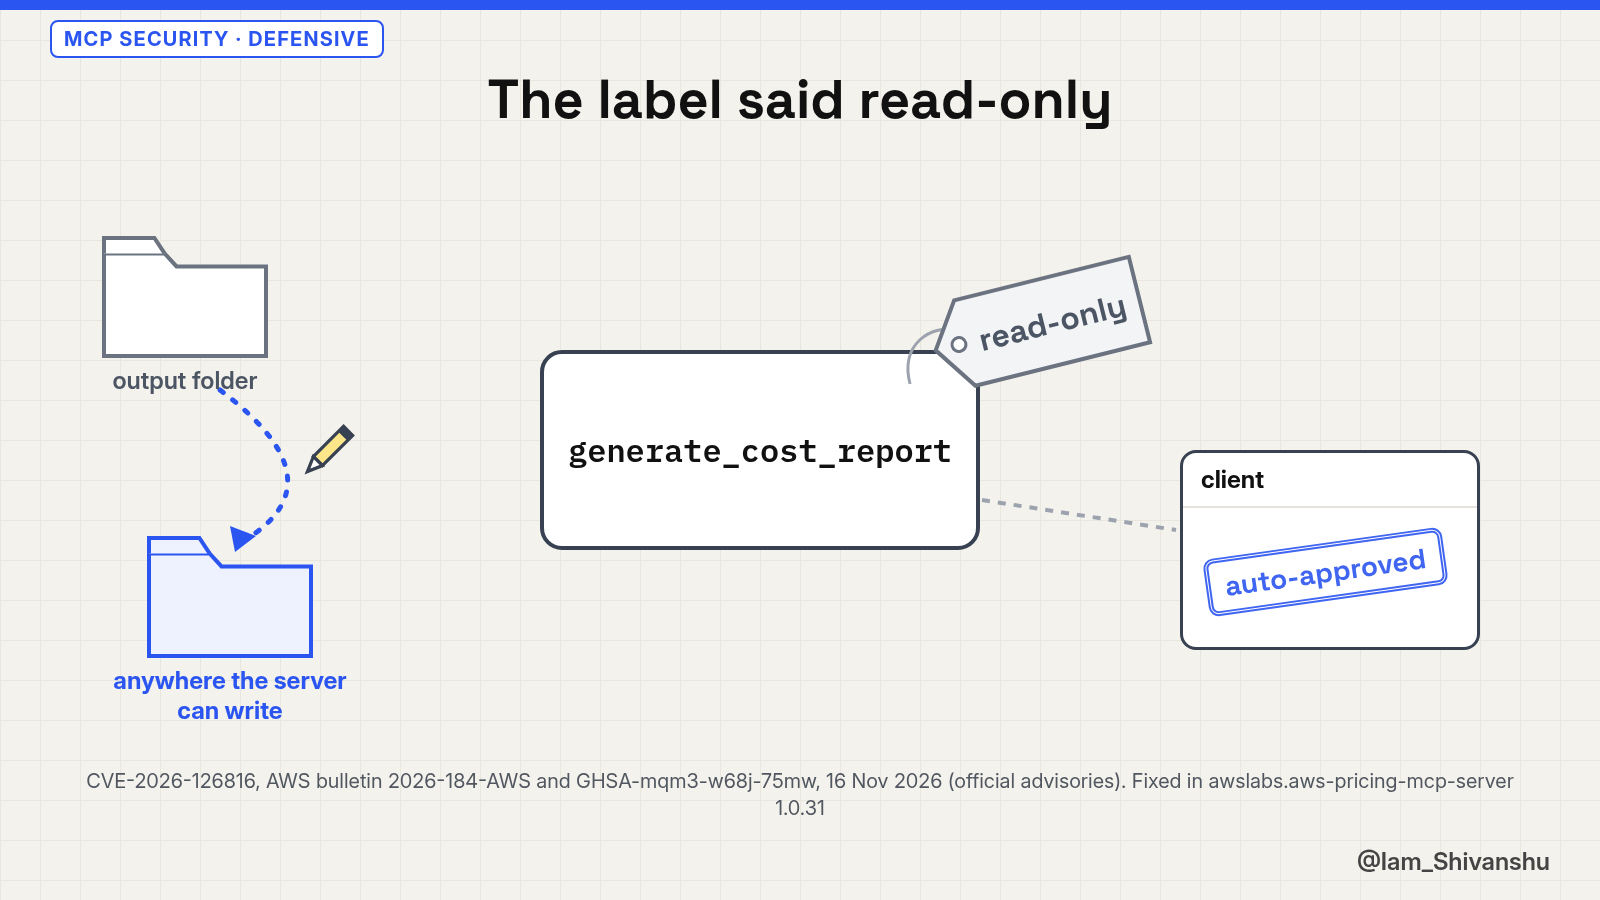 MCP SECURITY · DEFENSIVE
The label said read-only
output folder
anywhere the server
can write
generate_cost_report
read-only
client
auto-approved
CVE-2026-126816, AWS bulletin 2026-184-AWS and GHSA-mqm3-w68j-75mw, 16 Nov 2026 (official advisories). Fixed in awslabs.aws-pricing-mcp-server
1.0.31
@Iam_Shivanshu